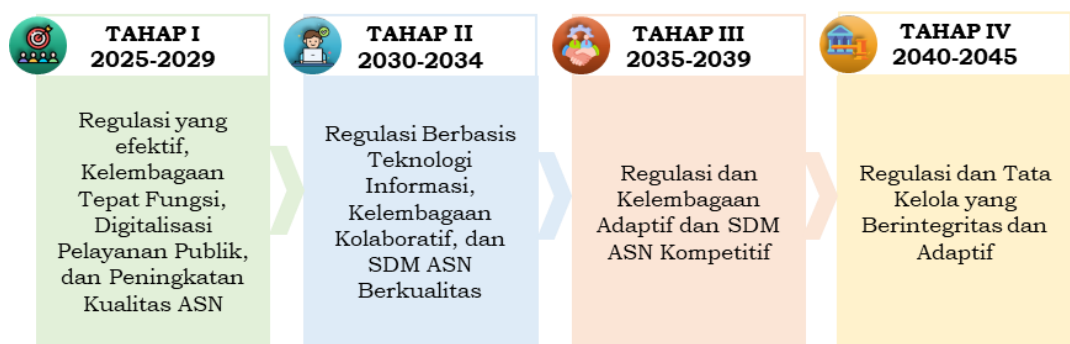 TAHAP I
2025-2029
Regulasi yang
efektif,
Kelembagaan
Tepat Fungsi,
Digitalisasi
Pelayanan Publik,
dan Peningkatan
Kualitas ASN
TAHAP II
2030-2034
Regulasi Berbasis
Teknologi
Informasi,
Kelembagaan
Kolaboratif, dan
SDM ASN
Berkualitas
TAHAP III
2035-2039
Regulasi dan
Kelembagaan
Adaptif dan SDM
ASN Kompetitif
TAHAP IV
2040-2045
Regulasi dan Tata
Kelola yang
Berintegritas dan
Adaptif